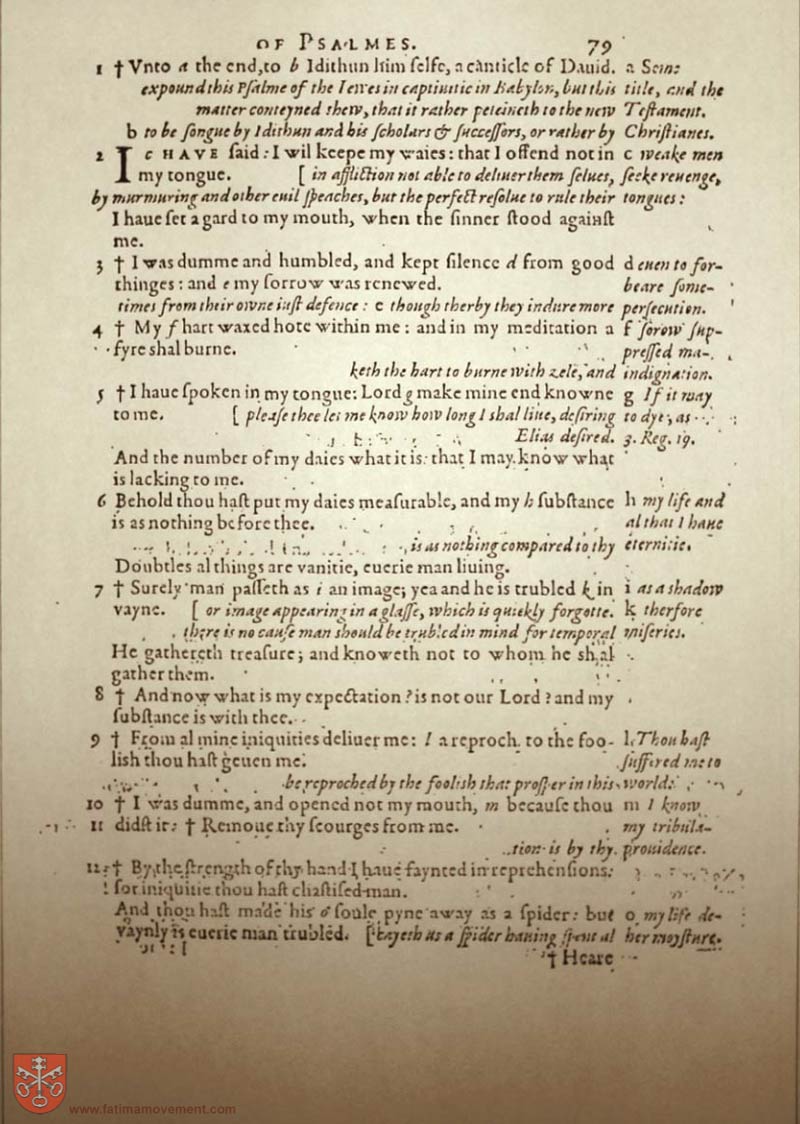 OF PSALMES. 79
1 † Vnto a the end, to b Idithun him selfe, a canticle of Dauid. a Som:
expound this Psalme of the Iewes in captiuitie in Babylon, but this title, and the
matter conteyned shew, that it rather perteineth to the new Testament.
b to be songue by Idithun and his scholars & successors, or rather by Christianes.
2 I c HAVE said: I wil keepe my waies: that I offend not in c weake men
my tongue. [ in affliction not able to deliuer them selues, seeke reuenge,
by murmuring and other euil speaches, but the perfect resolue to rule their tongues:
I haue set a gard to my mouth, when the sinner stood against
me.
3 † I was dumme and humbled, and kept silence d from good d euen to for-
thinges: and e my sorrow was renewed. beare some-
times from their owne iust defence: e though therby they indure more persecution.
4 † My f hart waxed hote within me: and in my meditation a f sorow sup-
fyre shal burne. pressed ma-
keth the hart to burne with zele, and indignation.
5 † I haue spoken in my tongue: Lord g make mine end knowne g If it may
to me. [ please thee let me know how long I shal liue, desiring to dye, as
Elias desired. 3. Reg. 19.
And the number of my daies what it is: that I may know what
is lacking to me.
6 Behold thou hast put my daies measurable, and my h substance h my life and
is as nothing before thee. al that I haue
is as nothing compared to thy eternitie.
Doubtles al things are vanitie, euerie man liuing.
7 † Surely man passeth as i an image; yea and he is trubled k in i as a shadow
vayne. [ or image appearing in a glasse, which is quickly forgotte. k therfore
there is no cause man should be trubled in mind for temporal miseries.
He gathereth treasure; and knoweth not to whom he shal
gather them.
8 † And now what is my expectation? is not our Lord? and my
substance is with thee.
9 † From al mine iniquities deliuer me: l a reproch to the foo- l Thou hast
lish thou hast geuen me. suffired me to
be reproched by the foolish that prosper in this world:
10 † I was dumme, and opened not my mouth, m because thou m I know
11 didst it: † Remoue thy scourges from me. my tribula-
tion is by thy prouidence.
12 † By the strength of thy hand I haue faynted in reprehensions:
for iniquitie thou hast chastised man.
And thou hast made his o soule pyne away as a spider: but o my life de-
vaynly is euerie man trubled. [ cayeth as a spider hauing spent al her moysture.
† Heare
www.fatimamovement.com